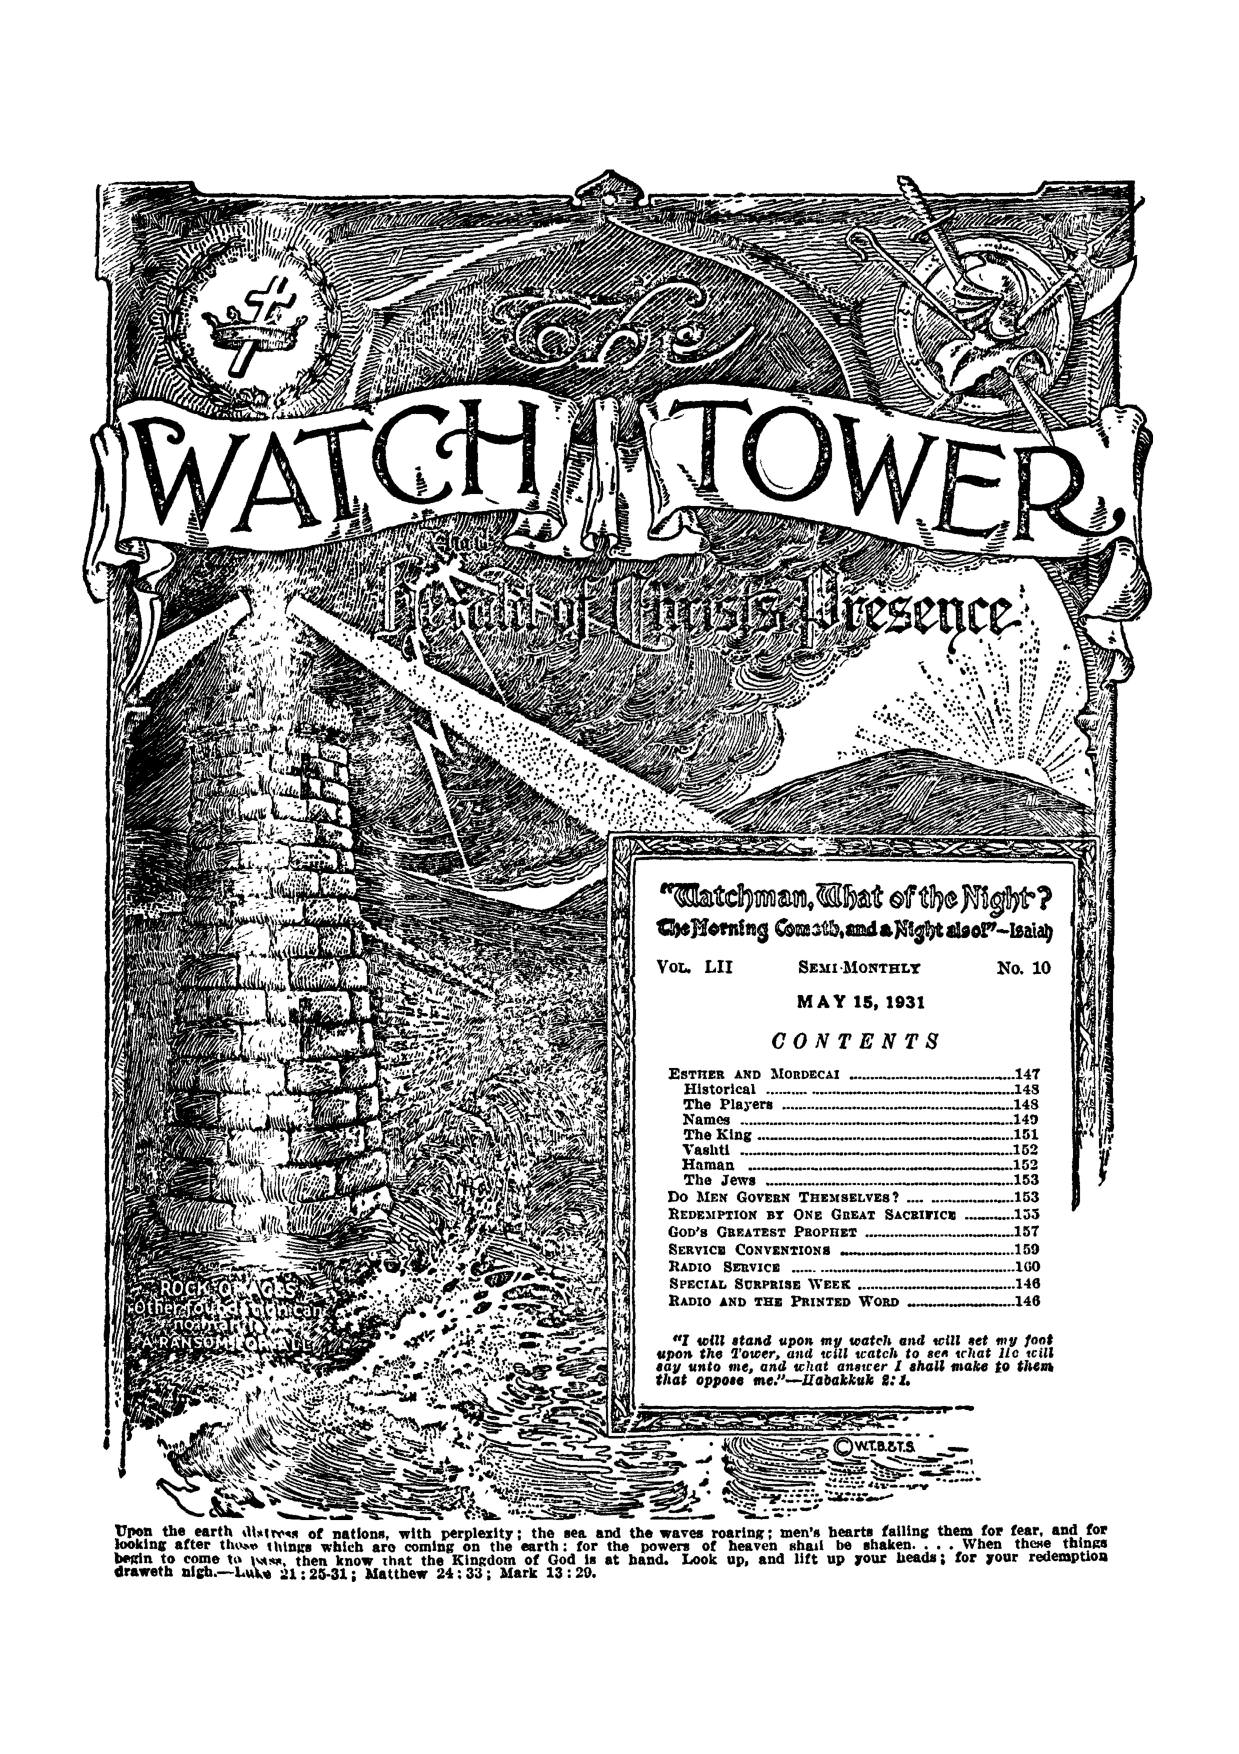 The
WATCH TOWER
And
Herald of Christ's Presence
"Watchman, What of the Night?
The Morning Cometh, and a Night also!"—Isaiah
VOL. LII SEMI-MONTHLY No. 10
MAY 15, 1931
CONTENTS
ESTHER AND MORDECAI ........ 147
Historical ........ 148
The Players ........ 148
Names ........ 149
The King ........ 151
Vashti ........ 152
Haman ........ 152
The Jews ........ 153
DO MEN GOVERN THEMSELVES? ........ 153
REDEMPTION BY ONE GREAT SACRIFICE ........ 155
GOD'S GREATEST PROPHET ........ 157
SERVICE CONVENTIONS ........ 159
RADIO SERVICE ........ 160
SPECIAL SURPRISE WEEK ........ 146
RADIO AND THE PRINTED WORD ........ 146
"I will stand upon my watch and will set my foot
upon the Tower, and will watch to see what He will
say unto me, and what answer I shall make to them
that oppose me."—Habakkuk 2:1.
ROCK OF AGES
Other foundation can
no man
A RANSOM FOR ALL
©W.T.B.&T.S.
Upon the earth distress of nations, with perplexity; the sea and the waves roaring; men's hearts failing them for fear, and for
looking after those things which are coming on the earth: for the powers of heaven shall be shaken. . . . When these things
begin to come to pass, then know that the Kingdom of God is at hand. Look up, and lift up your heads; for your redemption
draweth nigh.—Luke 21:25-31; Matthew 24:33; Mark 13:29.